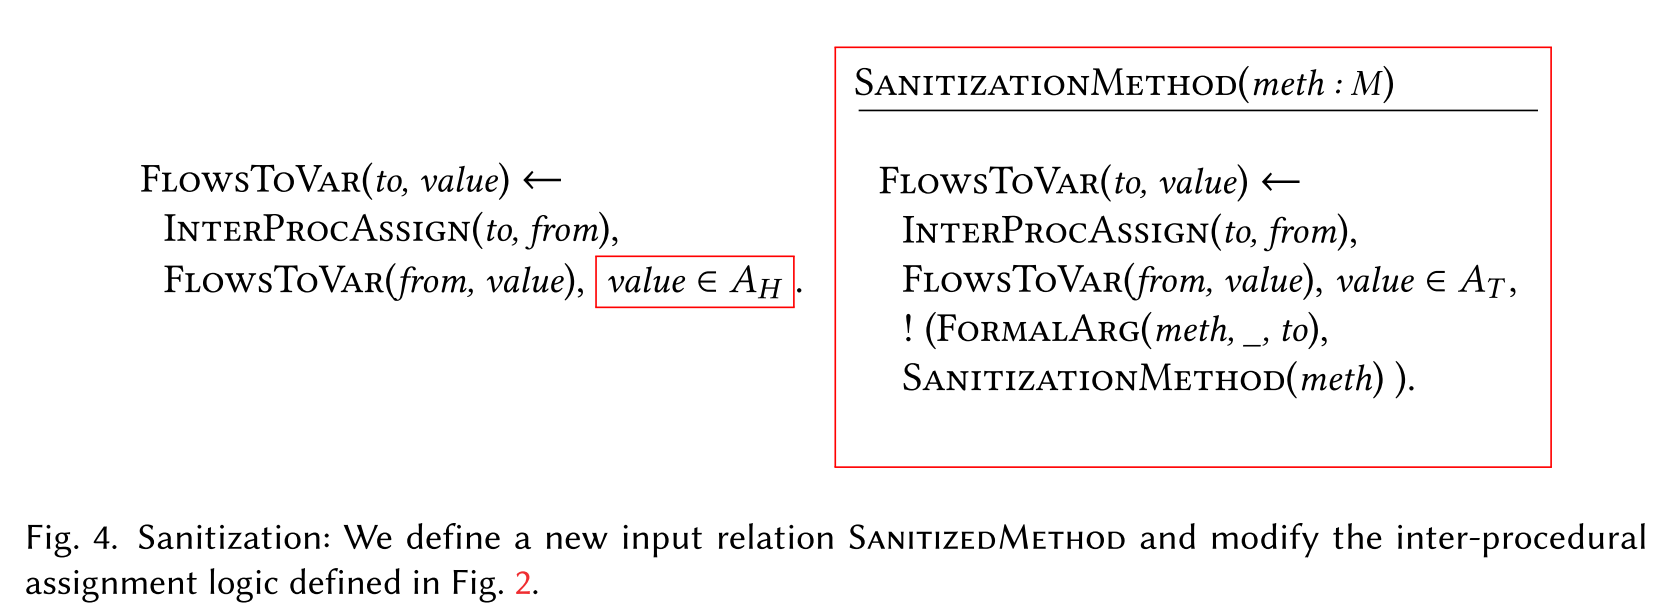 FLOWSTOVAR(to, value) ←
INTERPROCASSIGN(to, from),
FLOWSTOVAR(from, value), value ∈ A_H .
SANITIZATIONMETHOD(meth : M)
FLOWSTOVAR(to, value) ←
INTERPROCASSIGN(to, from),
FLOWSTOVAR(from, value), value ∈ A_T,
! (FORMALARG(meth, _, to),
SANITIZATIONMETHOD(meth) ).
Fig. 4. Sanitization: We define a new input relation SANITIZEDMETHOD and modify the inter-procedural
assignment logic defined in Fig. 2.